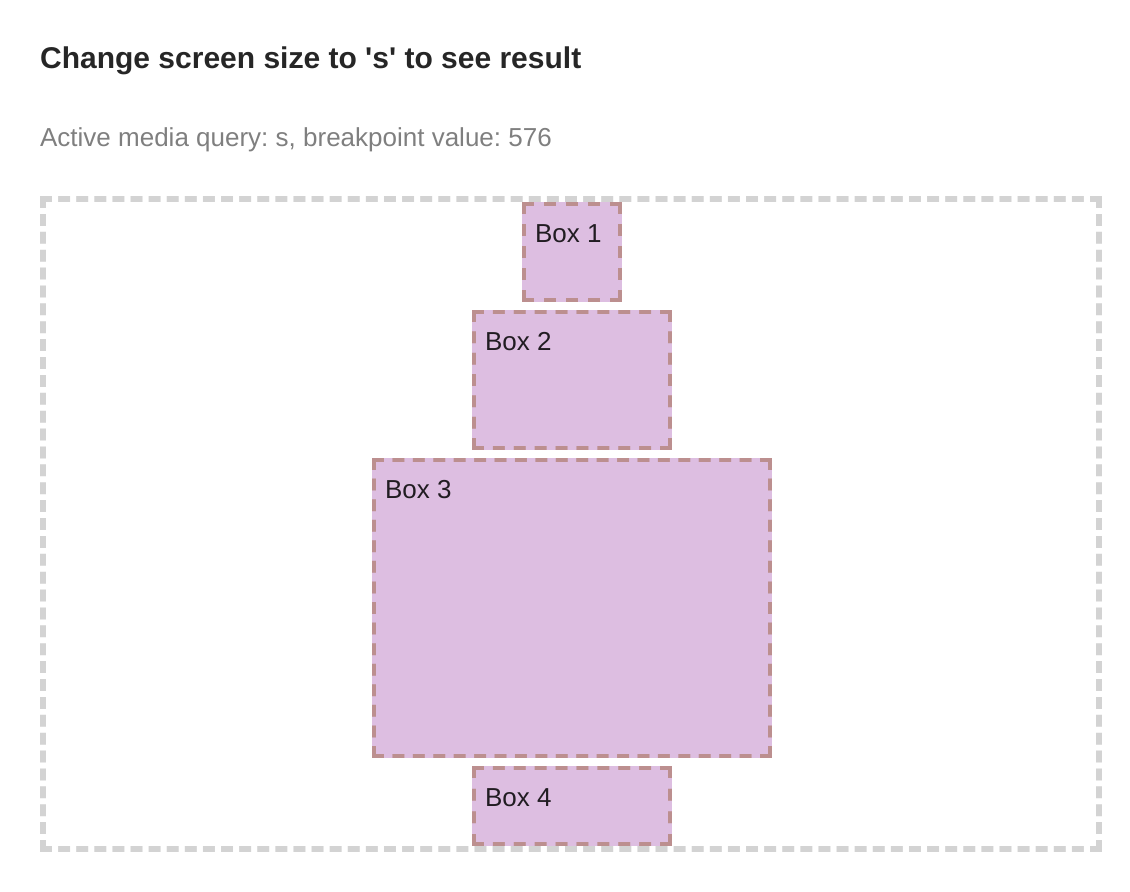 Change screen size to 's' to see result
Active media query: s, breakpoint value: 576
Box 1
Box 2
Box 3
Box 4